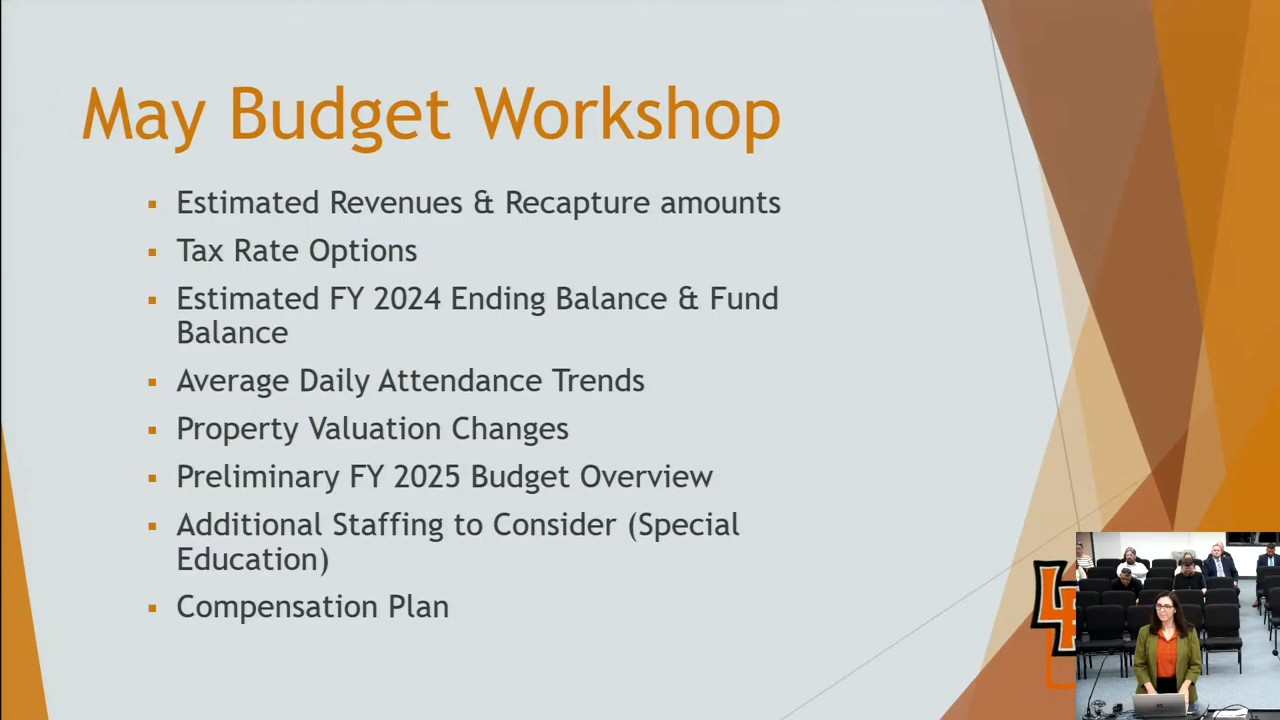 May Budget Workshop
Estimated Revenues & Recapture amounts
Tax Rate Options
Estimated FY 2024 Ending Balance & Fund
Balance
Average Daily Attendance Trends
Property Valuation Changes
Preliminary FY 2025 Budget Overview
Additional Staffing to Consider (Special
Education)
Compensation Plan